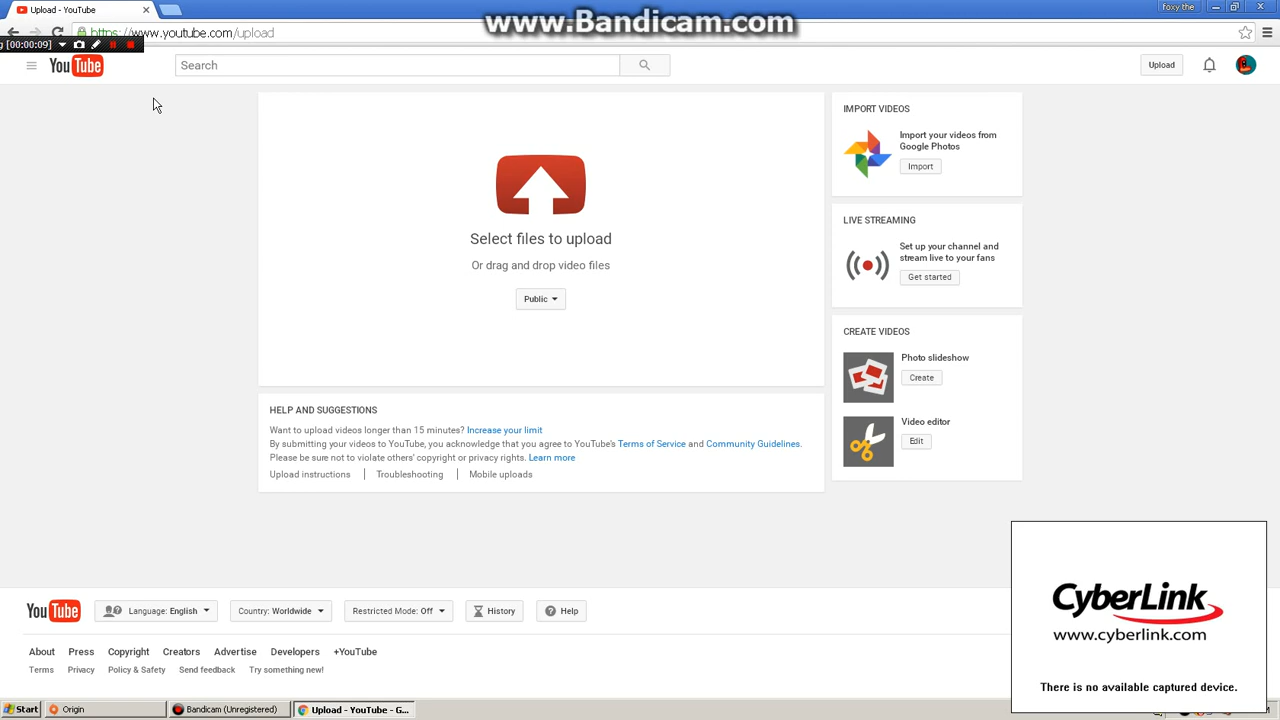 Upload - YouTube
www.Bandicam.com
foxy.the
https://www.youtube.com/upload
[00:00:09]
YouTube
Search
Upload
Select files to upload
Or drag and drop video files
Public
IMPORT VIDEOS
Import your videos from
Google Photos
Import
LIVE STREAMING
Set up your channel and
stream live to your fans
Get started
CREATE VIDEOS
Photo slideshow
Create
Video editor
Edit
HELP AND SUGGESTIONS
Want to upload videos longer than 15 minutes? Increase your limit
By submitting your videos to YouTube, you acknowledge that you agree to YouTube's Terms of Service and Community Guidelines.
Please be sure not to violate others' copyright or privacy rights. Learn more
Upload instructions Troubleshooting Mobile uploads
CyberLink
www.cyberlink.com
There is no available captured device.
YouTube Language: English Country: Worldwide Restricted Mode: Off History Help
About Press Copyright Creators Advertise Developers +YouTube
Terms Privacy Policy & Safety Send feedback Try something new!
Start Origin Bandicam (Unregistered) Upload - YouTube - G...